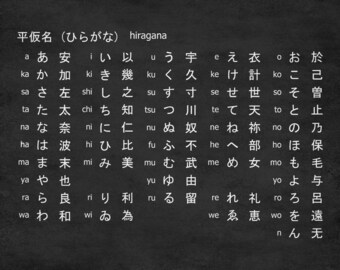 平仮名（ひらがな） hiragana
a あ 安 i い 以 u う 宇 e え 衣 o お 於
ka か 加 ki き 幾 ku く 久 ke け 計 ko こ 己
sa さ 左 shi し 之 su す 寸 se せ 世 so そ 曽
ta た 太 chi ち 知 tsu つ 川 te て 天 to と 止
na な 奈 ni に 仁 nu ぬ 奴 ne ね 祢 no の 乃
ha は 波 hi ひ 比 fu ふ 不 he へ 部 ho ほ 保
ma ま 末 mi み 美 mu む 武 me め 女 mo も 毛
ya や 也 yu ゆ 由 yo よ 与
ra ら 良 ri り 利 ru る 留 re れ 礼 ro ろ 呂
wa わ 和 wi ゐ 為 we ゑ 恵 wo を 遠
n ん 无